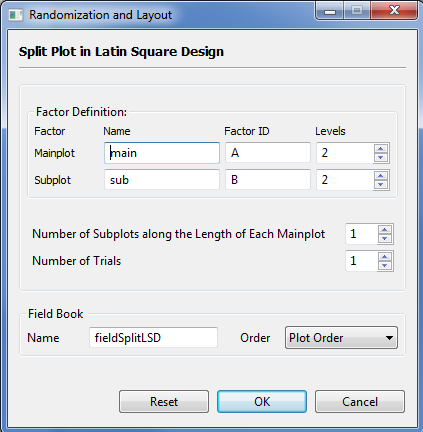 Randomization and Layout
Split Plot in Latin Square Design
Factor Definition:
Factor Name Factor ID Levels
Mainplot main A 2
Subplot sub B 2
Number of Subplots along the Length of Each Mainplot 1
Number of Trials 1
Field Book
Name fieldSplitLSD Order Plot Order
Reset OK Cancel